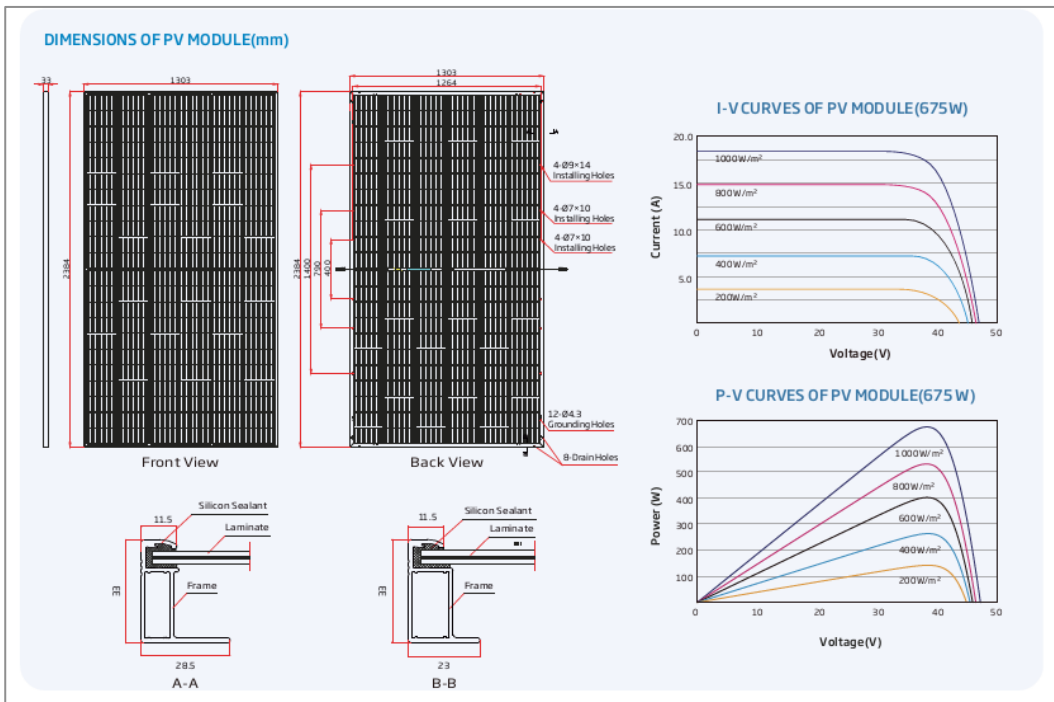 DIMENSIONS OF PV MODULE(mm)
33
1303
2384
Front View
1303
1264
2384
1400
790
400
4-Ø9×14
Installing Holes
4-Ø7×10
Installing Holes
4-Ø7×10
Installing Holes
12-Ø4.3
Grounding Holes
8-Drain Holes
Back View
11.5
Silicon Sealant
Laminate
Frame
33
28.5
A-A
11.5
Silicon Sealant
Laminate
Frame
33
23
B-B
I-V CURVES OF PV MODULE(675W)
Current (A)
20.0
15.0
10.0
5.0
1000W/m²
800W/m²
600W/m²
400W/m²
200W/m²
0 10 20 30 40 50
Voltage(V)
P-V CURVES OF PV MODULE(675W)
Power (W)
700
600
500
400
300
200
100
1000W/m²
800W/m²
600W/m²
400W/m²
200W/m²
0 10 20 30 40 50
Voltage(V)